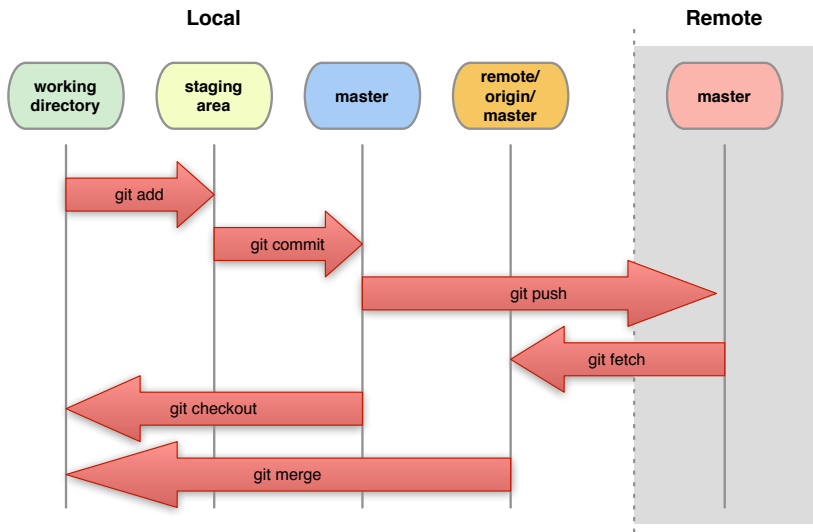 Local
Remote
working
directory
staging
area
master
remote/
origin/
master
master
git add
git commit
git push
git fetch
git checkout
git merge